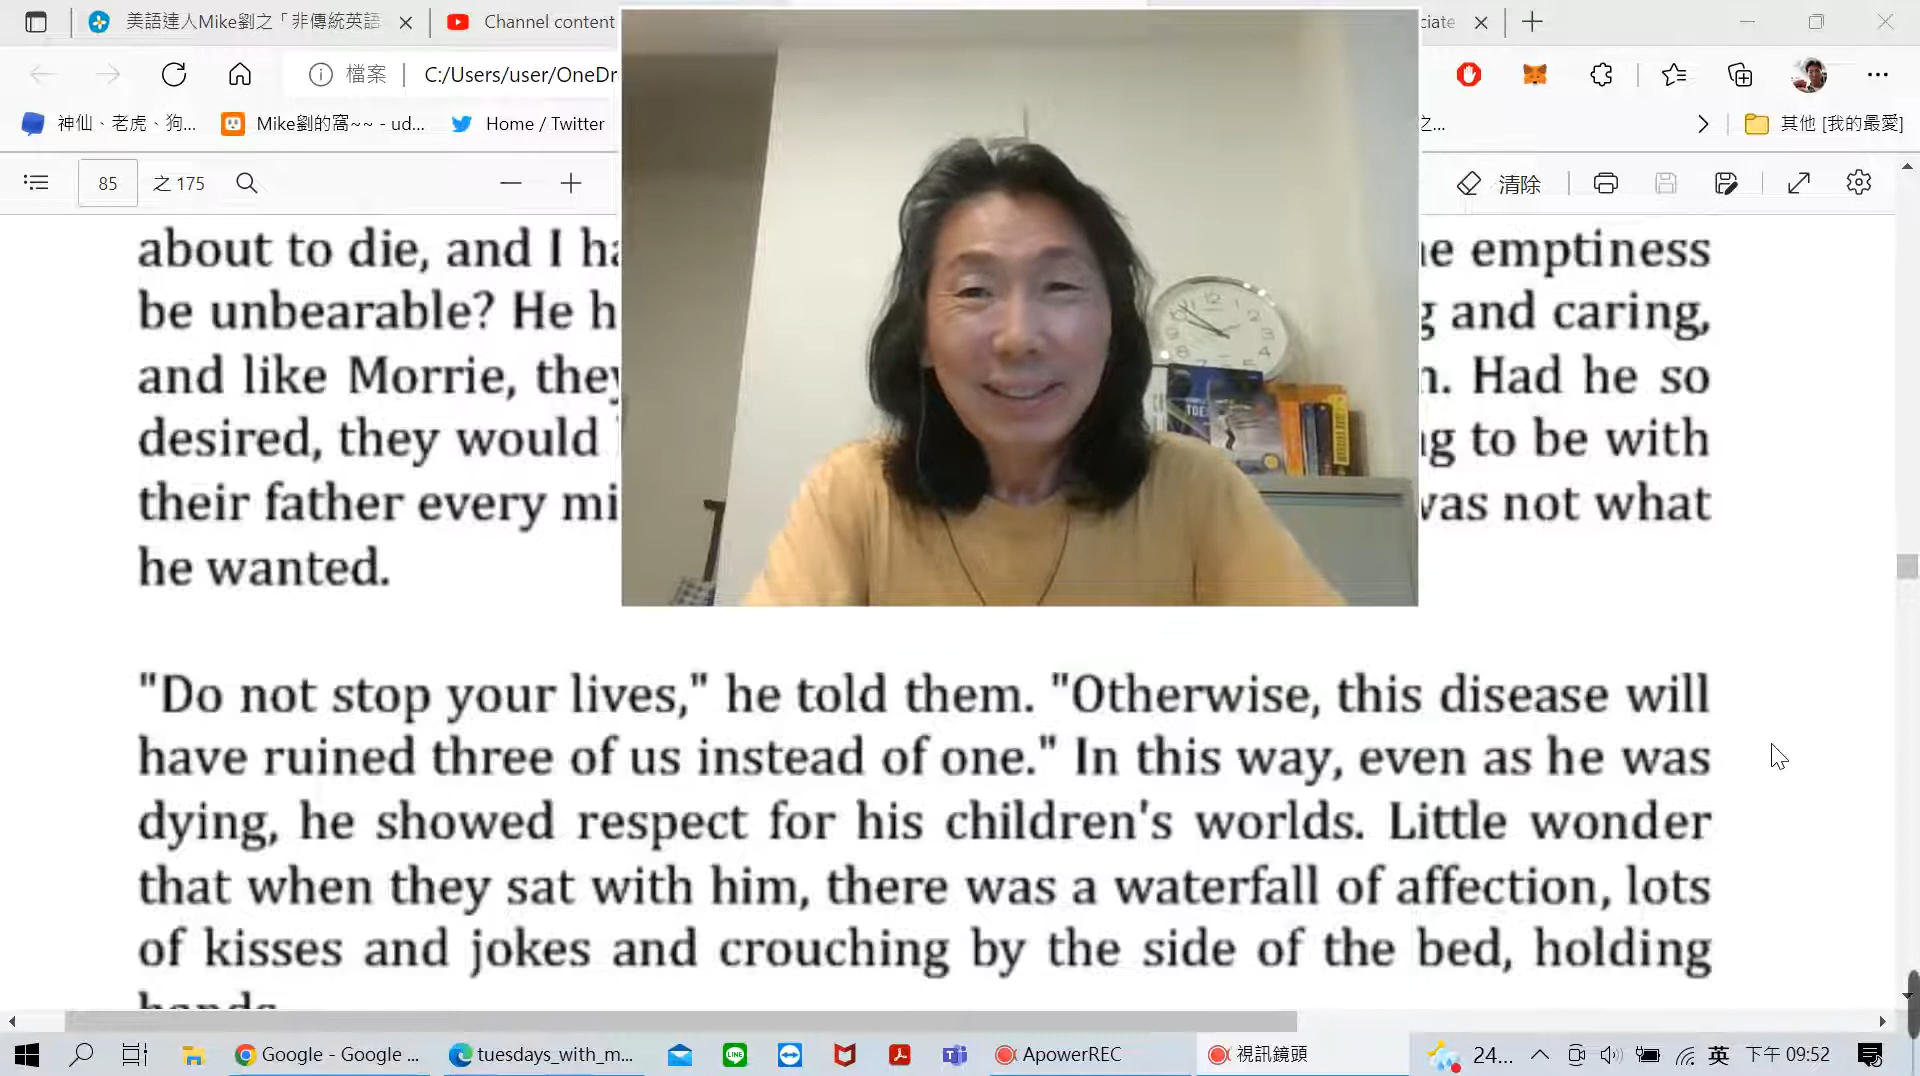 美語達人Mike劉之「非傳統英語
Channel content
ciate
檔案
C:/Users/user/OneDr
神仙、老虎、狗...
Mike劉的窩~~ - ud...
Home / Twitter
之...
其他 [我的最愛]
85
之 175
清除
about to die, and I ha
e emptiness
be unbearable? He h
g and caring,
and like Morrie, they
n. Had he so
desired, they would
ng to be with
their father every mi
was not what
he wanted.
"Do not stop your lives," he told them. "Otherwise, this disease will
have ruined three of us instead of one." In this way, even as he was
dying, he showed respect for his children's worlds. Little wonder
that when they sat with him, there was a waterfall of affection, lots
of kisses and jokes and crouching by the side of the bed, holding
hands
Google - Google ...
tuesdays_with_m...
ApowerREC
視訊鏡頭
24...
英
下午 09:52